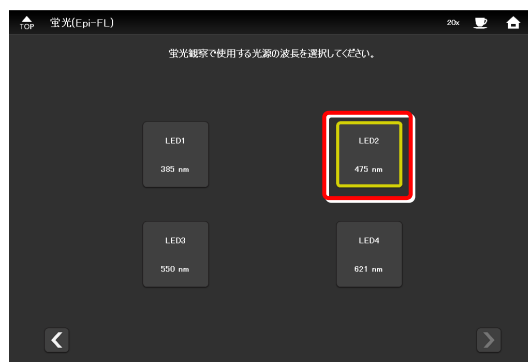 TOP 蛍光(Epi-FL) 20x
蛍光観察で使用する光源の波長を選択してください。
LED1
385 nm
LED2
475 nm
LED3
550 nm
LED4
621 nm